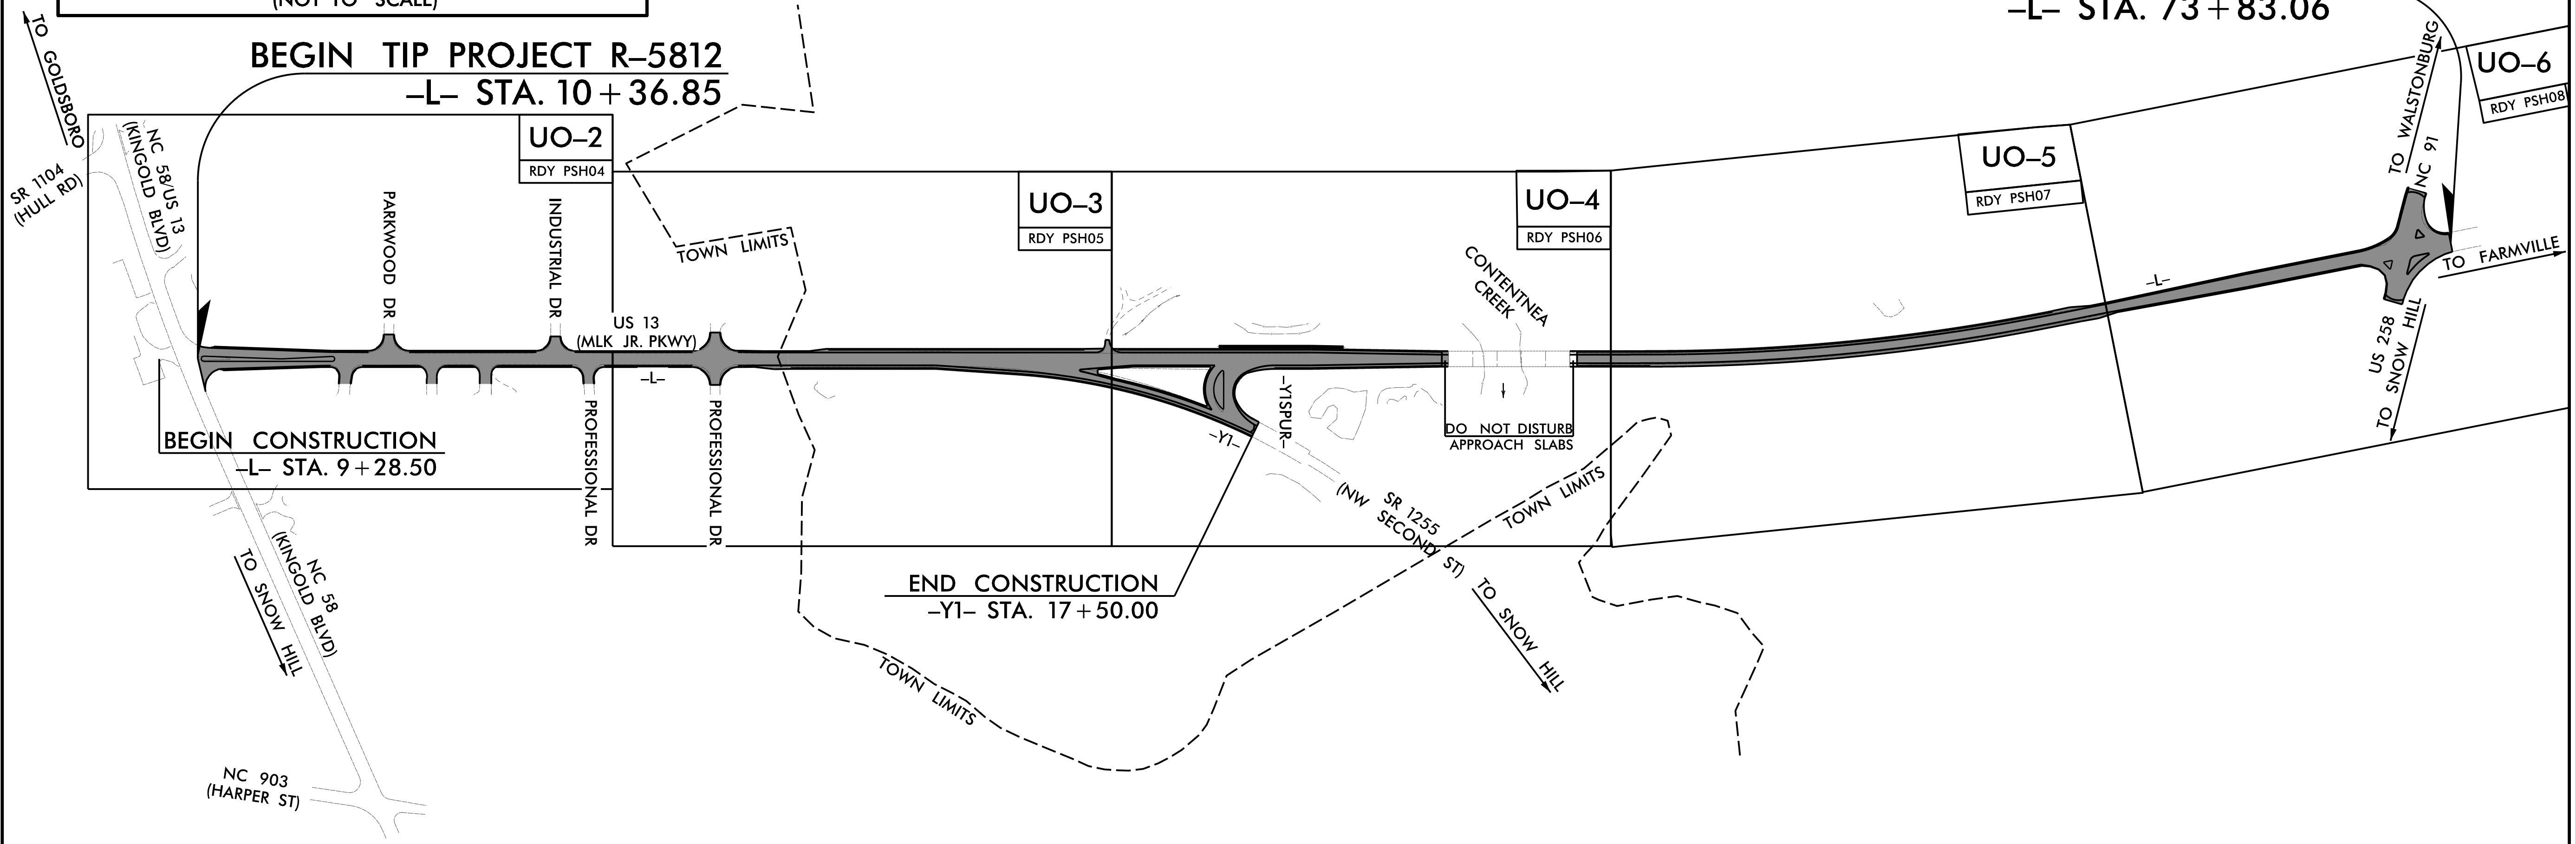 (NOT TO SCALE)
–L– STA. 73+83.06
TO GOLDSBORO
BEGIN TIP PROJECT R–5812
–L– STA. 10+36.85
TO WALSTONBURG
NC 91
UO–6
RDY PSH08
UO–2
RDY PSH04
NC 58/US 13
(KINGOLD BLVD)
SR 1104
(HULL RD)
PARKWOOD DR
INDUSTRIAL DR
TOWN LIMITS
UO–3
RDY PSH05
UO–4
RDY PSH06
UO–5
RDY PSH07
CONTENTNEA
CREEK
TO FARMVILLE
US 13
(MLK JR. PKWY)
–L–
–L–
US 258
TO SNOW HILL
PROFESSIONAL DR
PROFESSIONAL DR
–Y1SPUR–
–Y1–
DO NOT DISTURB
APPROACH SLABS
BEGIN CONSTRUCTION
–L– STA. 9+28.50
TOWN LIMITS
SR 1255
(NW SECOND ST)
TO SNOW HILL
NC 58
(KINGOLD BLVD)
TO SNOW HILL
END CONSTRUCTION
–Y1– STA. 17+50.00
TOWN LIMITS
NC 903
(HARPER ST)